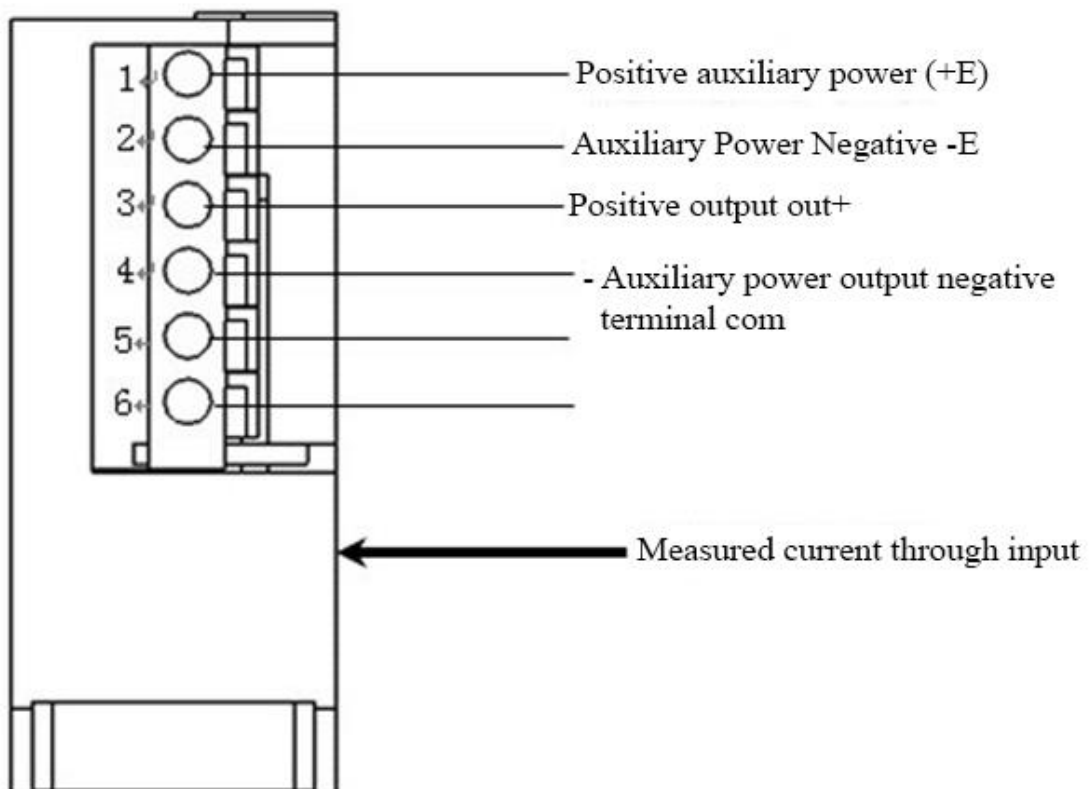 1 Positive auxiliary power (+E)
2 Auxiliary Power Negative -E
3 Positive output out+
4 - Auxiliary power output negative
terminal com
5
6
Measured current through input